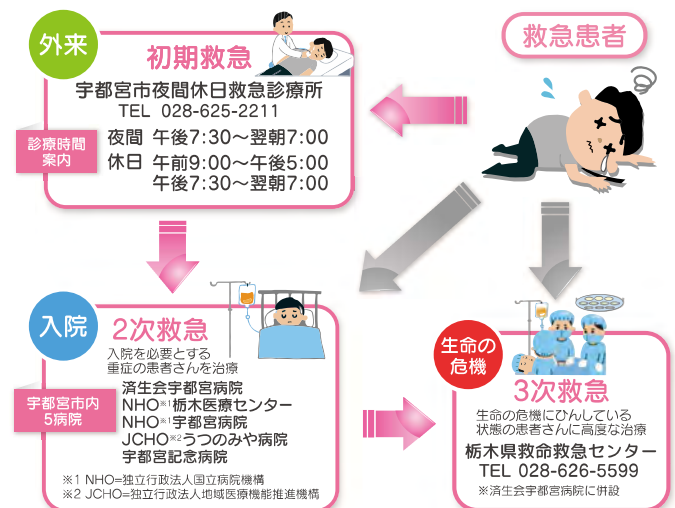 救急患者
外来
初期救急
宇都宮市夜間休日救急診療所
TEL 028-625-2211
診療時間
案内
夜間 午後7:30〜翌朝7:00
休日 午前9:00〜午後5:00
午後7:30〜翌朝7:00
入院
2次救急
入院を必要とする
重症の患者さんを治療
宇都宮市内
5病院
済生会宇都宮病院
NHO※1栃木医療センター
NHO※1宇都宮病院
JCHO※2うつのみや病院
宇都宮記念病院
※1 NHO=独立行政法人国立病院機構
※2 JCHO=独立行政法人地域医療機能推進機構
生命の
危機
3次救急
生命の危機にひんしている
状態の患者さんに高度な治療
栃木県救命救急センター
TEL 028-626-5599
※済生会宇都宮病院に併設